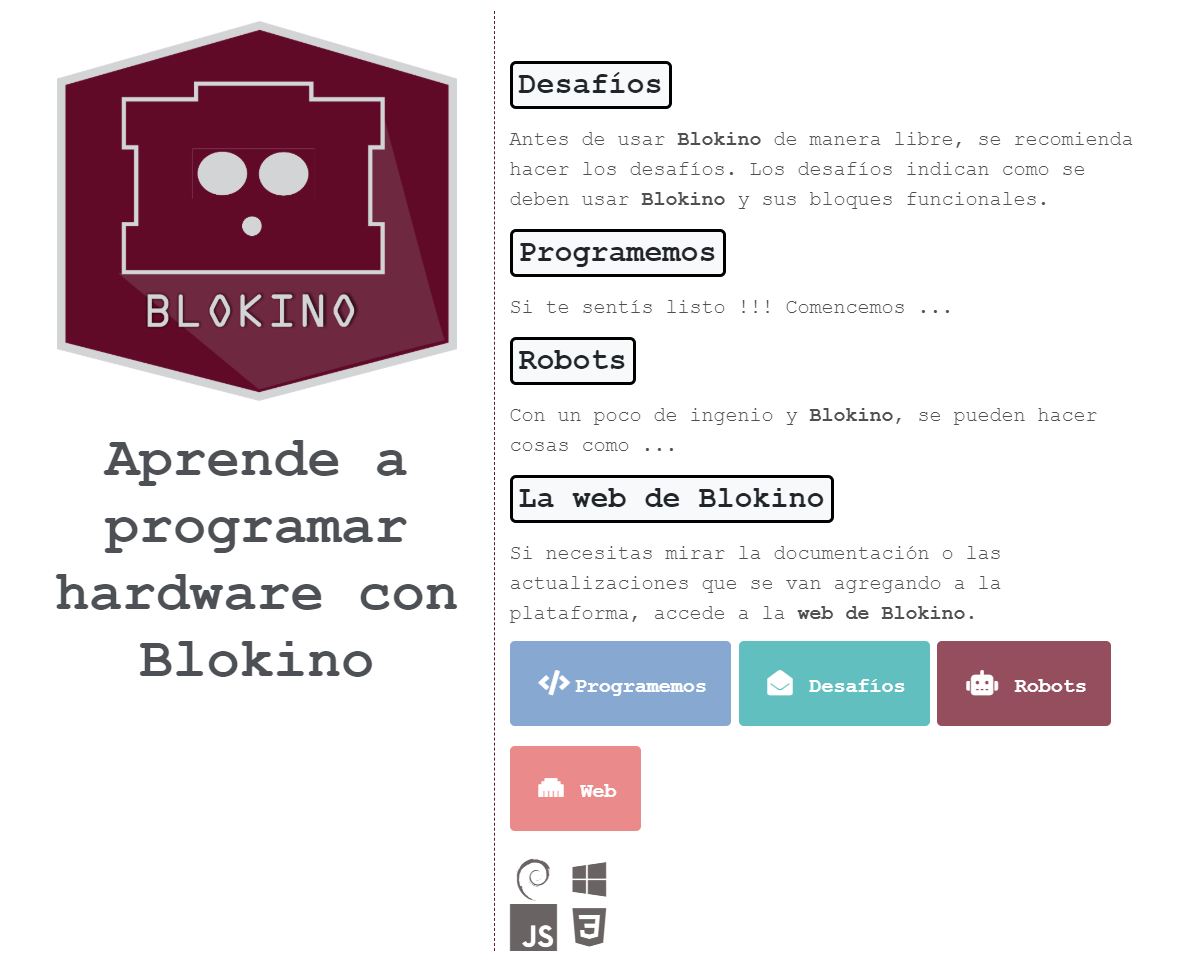 BLOKINO
Aprende a
programar
hardware con
Blokino
Desafíos
Antes de usar Blokino de manera libre, se recomienda
hacer los desafíos. Los desafíos indican como se
deben usar Blokino y sus bloques funcionales.
Programemos
Si te sentís listo !!! Comencemos ...
Robots
Con un poco de ingenio y Blokino, se pueden hacer
cosas como ...
La web de Blokino
Si necesitas mirar la documentación o las
actualizaciones que se van agregando a la
plataforma, accede a la web de Blokino.
Programemos
Desafíos
Robots
Web
JS
3